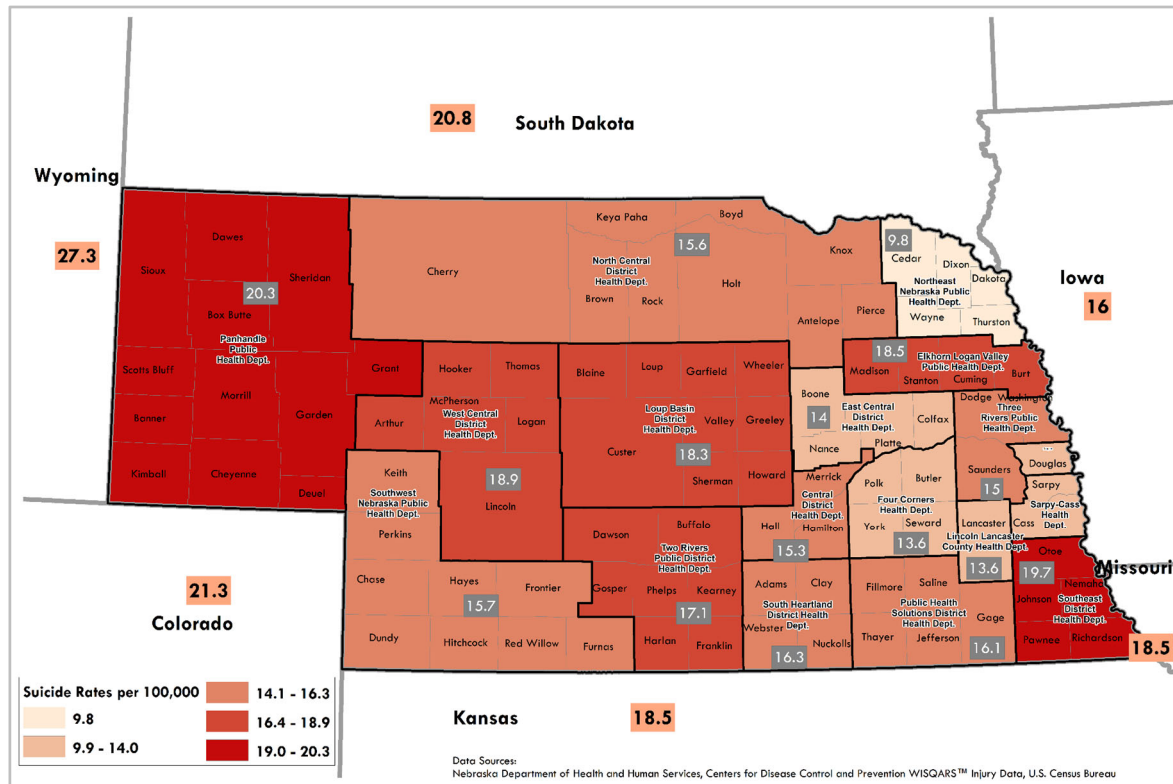 20.8
South Dakota
Wyoming
27.3
Iowa
16
21.3
Colorado
Missouri
18.5
Kansas
18.5
Sioux
Dawes
Sheridan
20.3
Box Butte
Panhandle
Public
Health Dept.
Scotts Bluff
Morrill
Grant
Banner
Garden
Kimball
Cheyenne
Deuel
Cherry
Keya Paha
Boyd
15.6
North Central
District
Health Dept.
Brown
Rock
Holt
Knox
Antelope
Pierce
9.8
Cedar
Dixon
Dakota
Northeast
Nebraska Public
Health Dept.
Wayne
Thurston
18.5
Elkhorn Logan Valley
Public Health Dept.
Madison
Stanton
Cuming
Burt
Hooker
Thomas
Arthur
McPherson
West Central
District
Health Dept.
Logan
18.9
Lincoln
Blaine
Loup
Garfield
Wheeler
Loup Basin
District
Health Dept.
Valley
Greeley
Custer
18.3
Sherman
Howard
Boone
14
East Central
District
Health Dept.
Colfax
Nance
Platte
Dodge
Washington
Three
Rivers Public
Health Dept.
Saunders
15
Douglas
Sarpy
Sarpy-Cass
Health
Dept.
Cass
Keith
Southwest
Nebraska Public
Health Dept.
Perkins
Chase
Hayes
Frontier
15.7
Dundy
Hitchcock
Red Willow
Furnas
Dawson
Buffalo
Two Rivers
Public District
Health Dept.
Gosper
Phelps
Kearney
17.1
Harlan
Franklin
Merrick
Central
District
Health Dept.
Hall
Hamilton
15.3
Polk
Butler
Four Corners
Health Dept.
York
Seward
13.6
Lancaster
Lincoln Lancaster
County Health Dept.
13.6
Adams
Clay
South Heartland
District Health
Dept.
Webster
Nuckolls
16.3
Fillmore
Saline
Public Health
Solutions District
Health Dept.
Gage
Thayer
Jefferson
16.1
Otoe
19.7
Nemaha
Johnson
Southeast
District
Health Dept.
Pawnee
Richardson
Suicide Rates per 100,000
9.8
9.9 - 14.0
14.1 - 16.3
16.4 - 18.9
19.0 - 20.3
Data Sources:
Nebraska Department of Health and Human Services, Centers for Disease Control and Prevention WISQARS™ Injury Data, U.S. Census Bureau